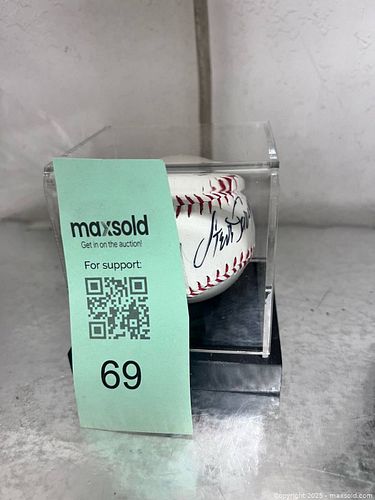 maxsold
Get in on the auction!
For support:
69
Copyright 2025 - maxsold.com